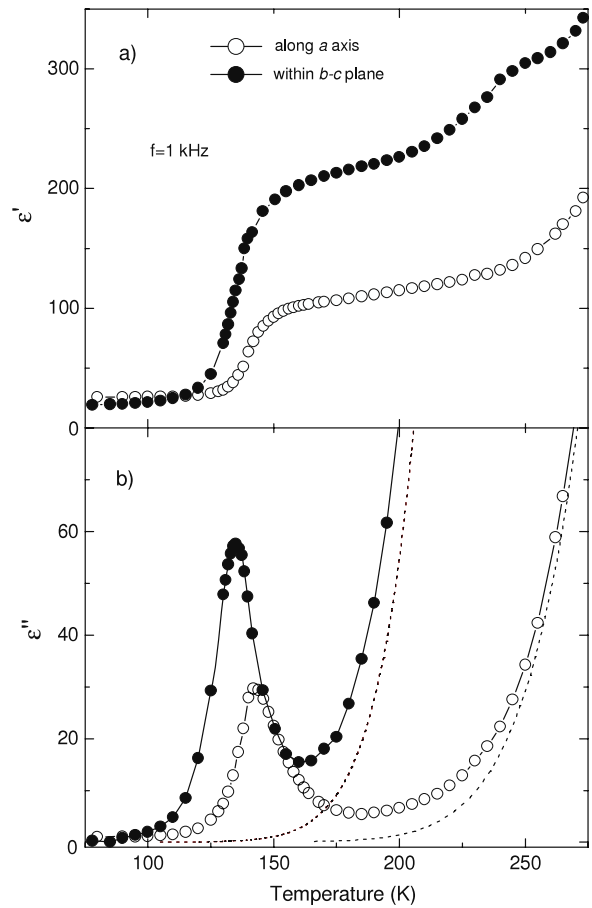 a)
along a axis
within b-c plane
f=1 kHz
300
200
100
0
ε'
b)
60
40
20
0
ε''
100 150 200 250
Temperature (K)